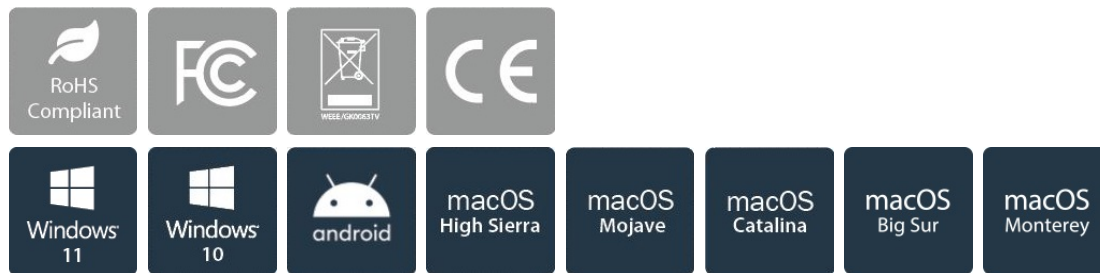 RoHS
Compliant
FC
WEEE/GK0063TV
CE
Windows
11
Windows
10
android
macOS
High Sierra
macOS
Mojave
macOS
Catalina
macOS
Big Sur
macOS
Monterey